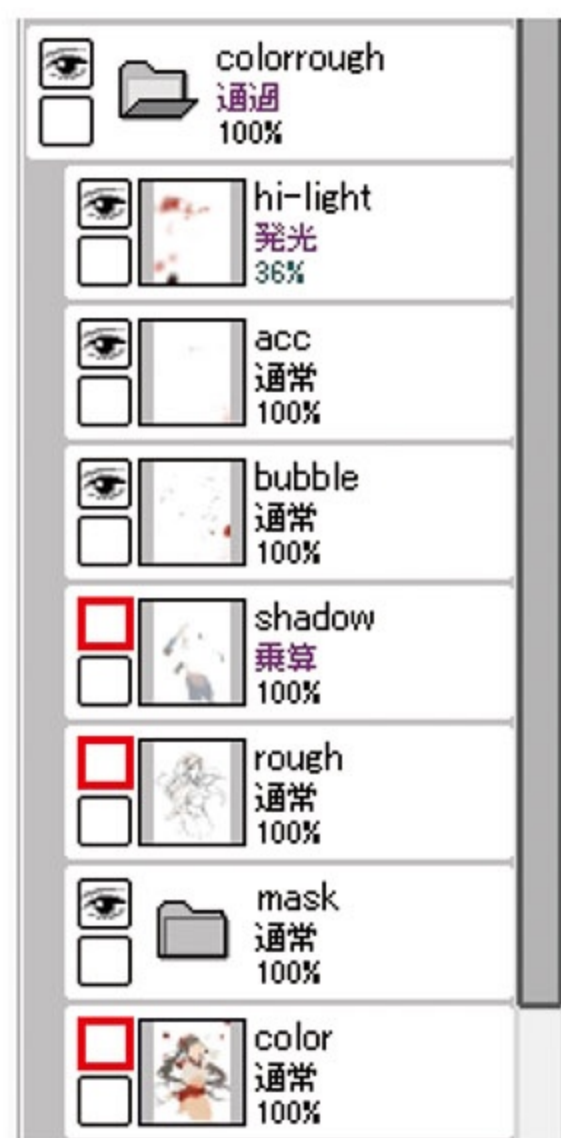 colorrough
通過
100%
hi-light
発光
36%
acc
通常
100%
bubble
通常
100%
shadow
乗算
100%
rough
通常
100%
mask
通常
100%
color
通常
100%